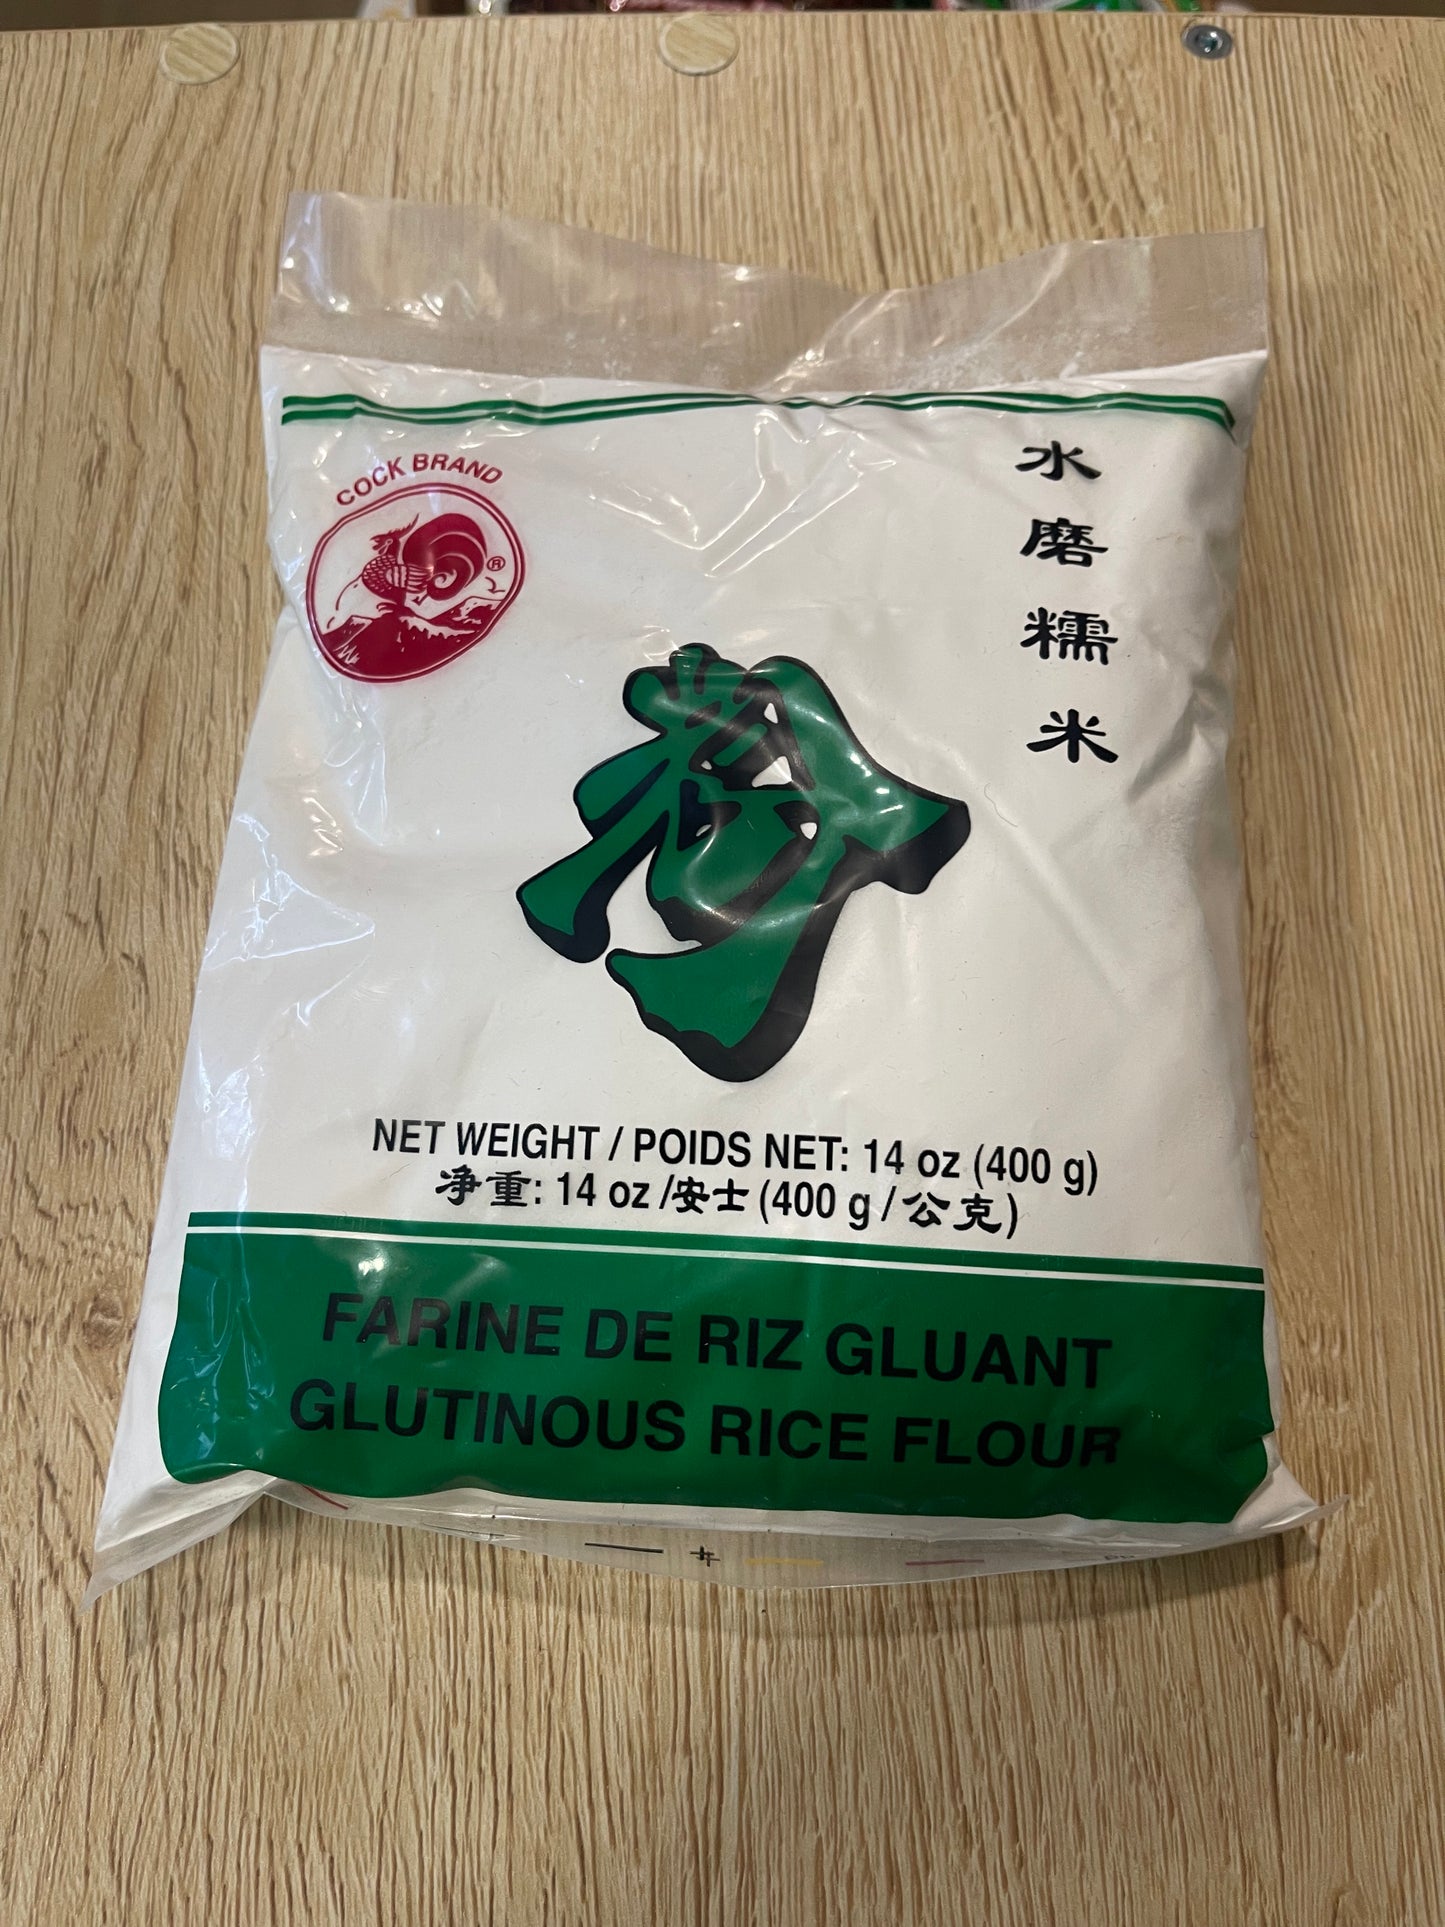 COCK BRAND
®
水磨糯米
粉
NET WEIGHT / POIDS NET: 14 oz (400 g)
净重: 14 oz /安士 (400 g / 公克)
FARINE DE RIZ GLUANT
GLUTINOUS RICE FLOUR